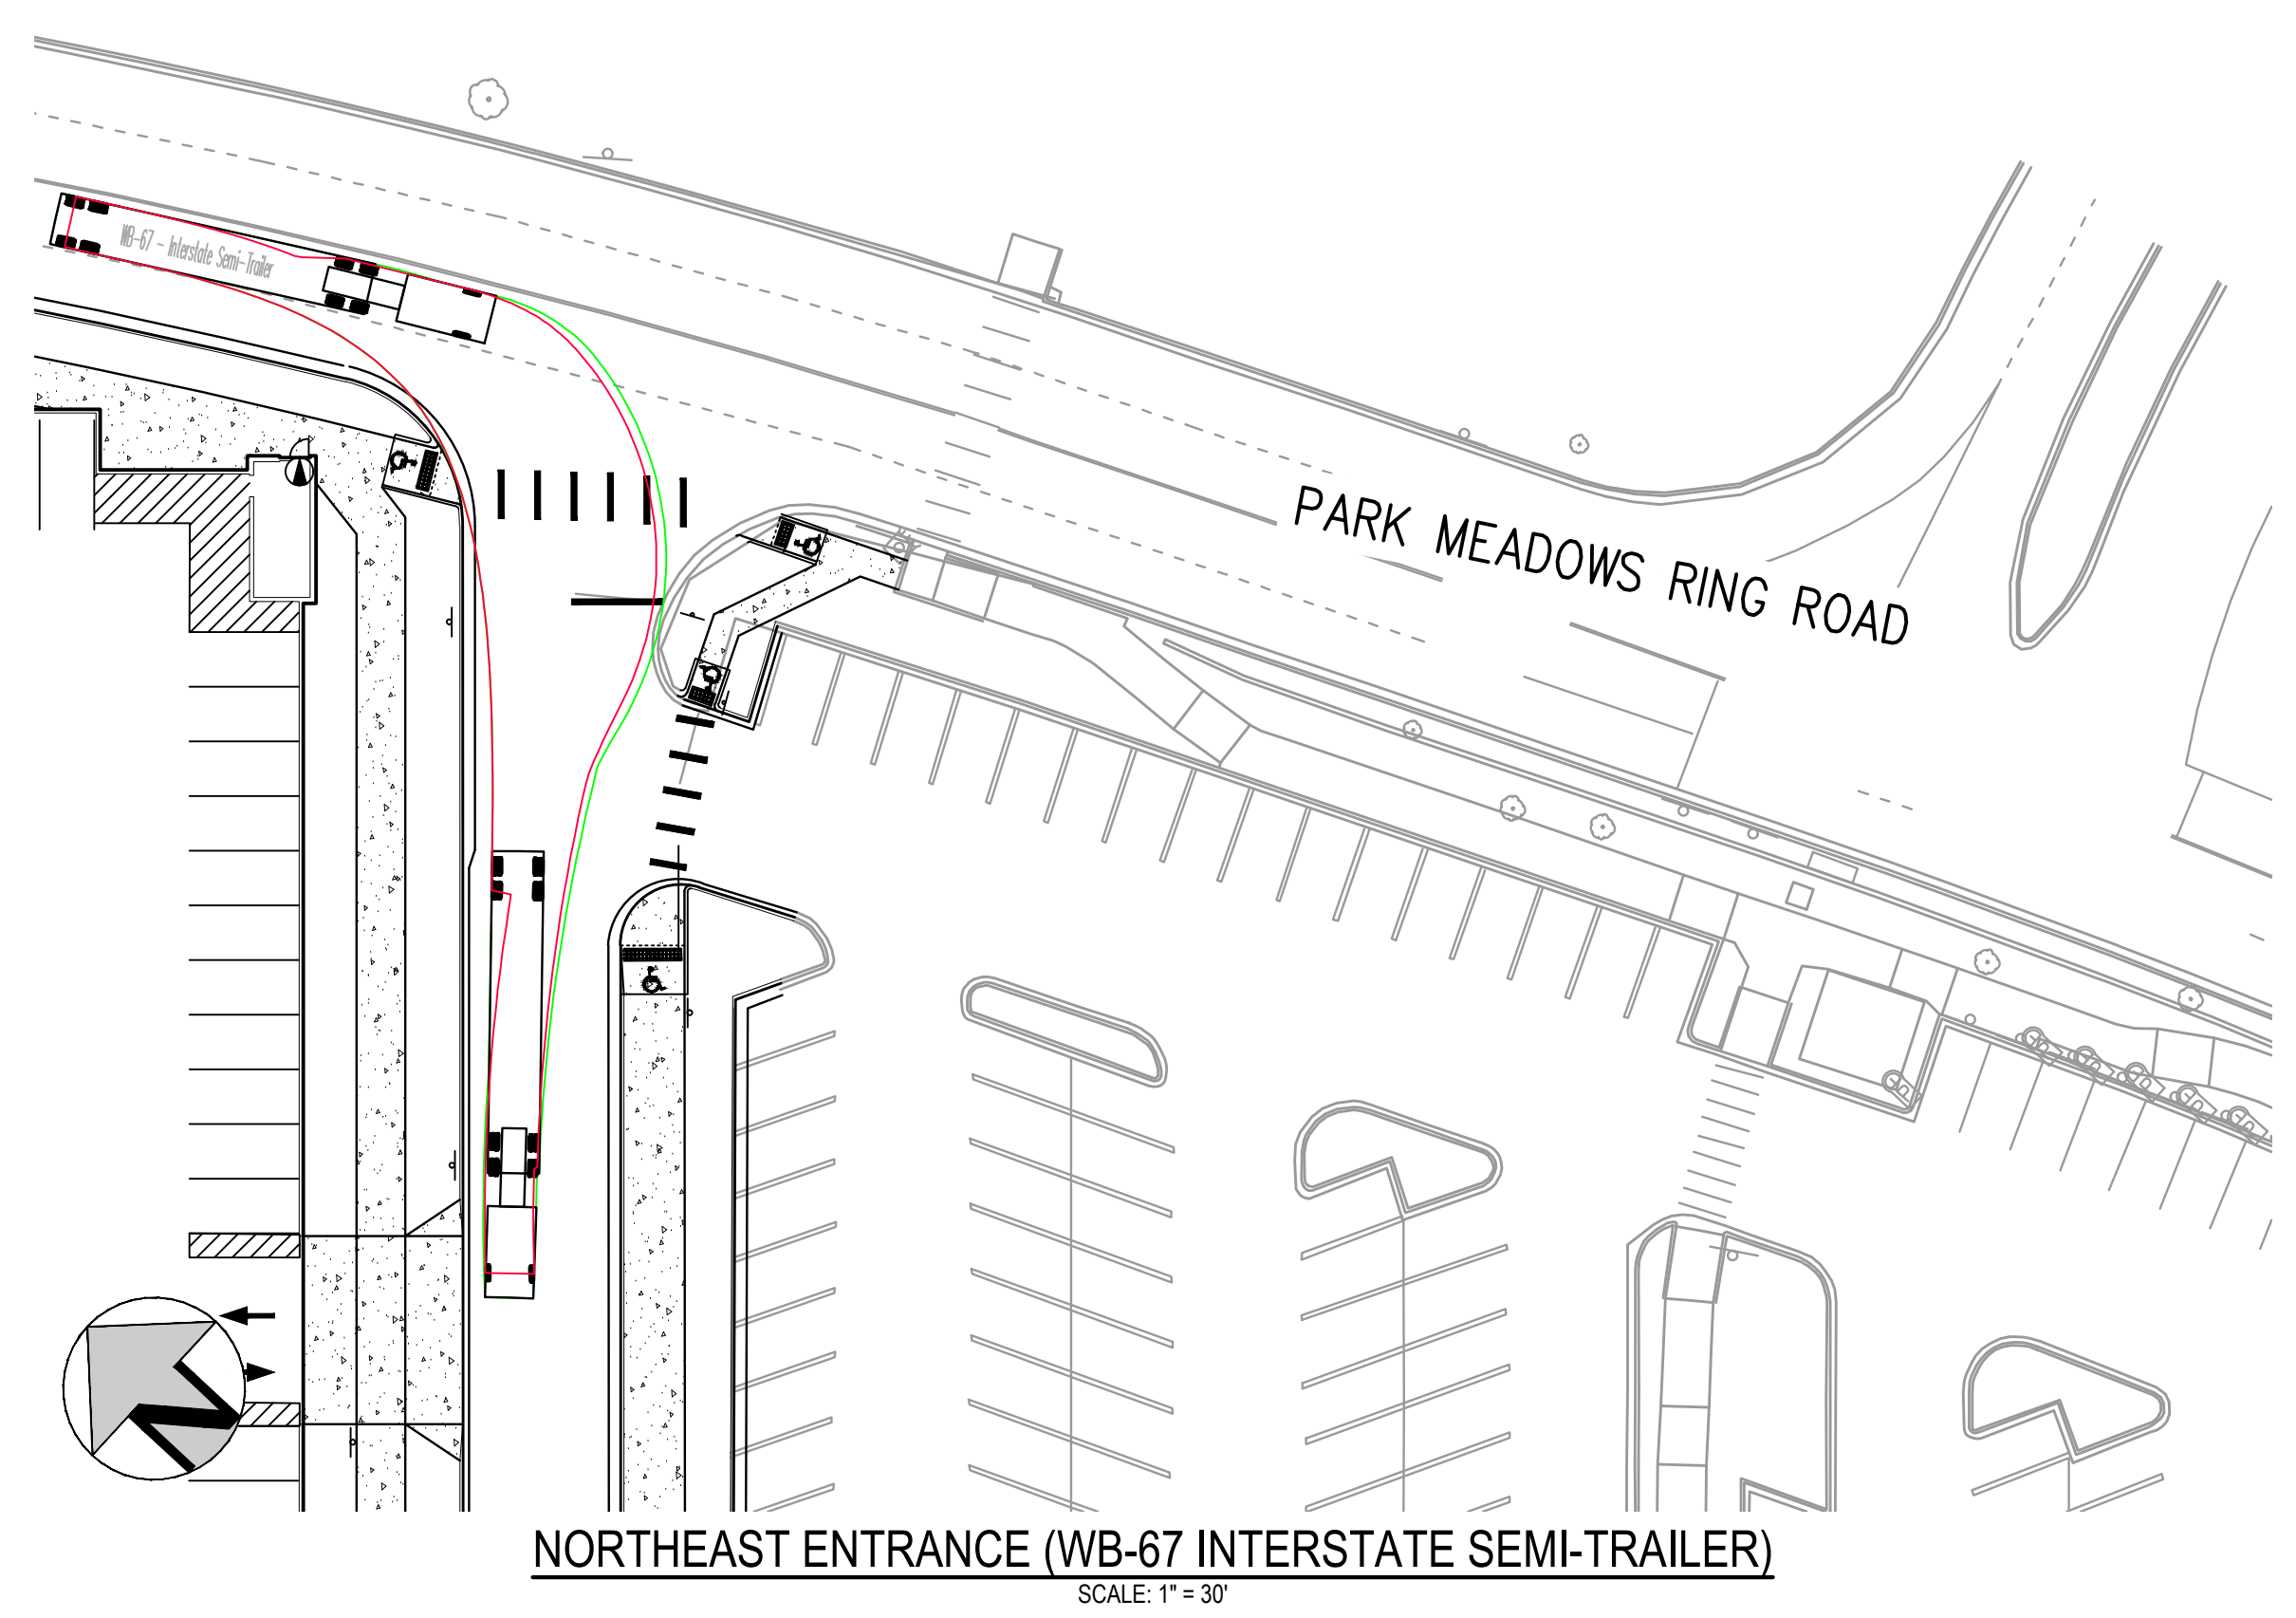 WB-67 - Interstate Semi-Trailer
PARK MEADOWS RING ROAD
NORTHEAST ENTRANCE (WB-67 INTERSTATE SEMI-TRAILER)
SCALE: 1" = 30'